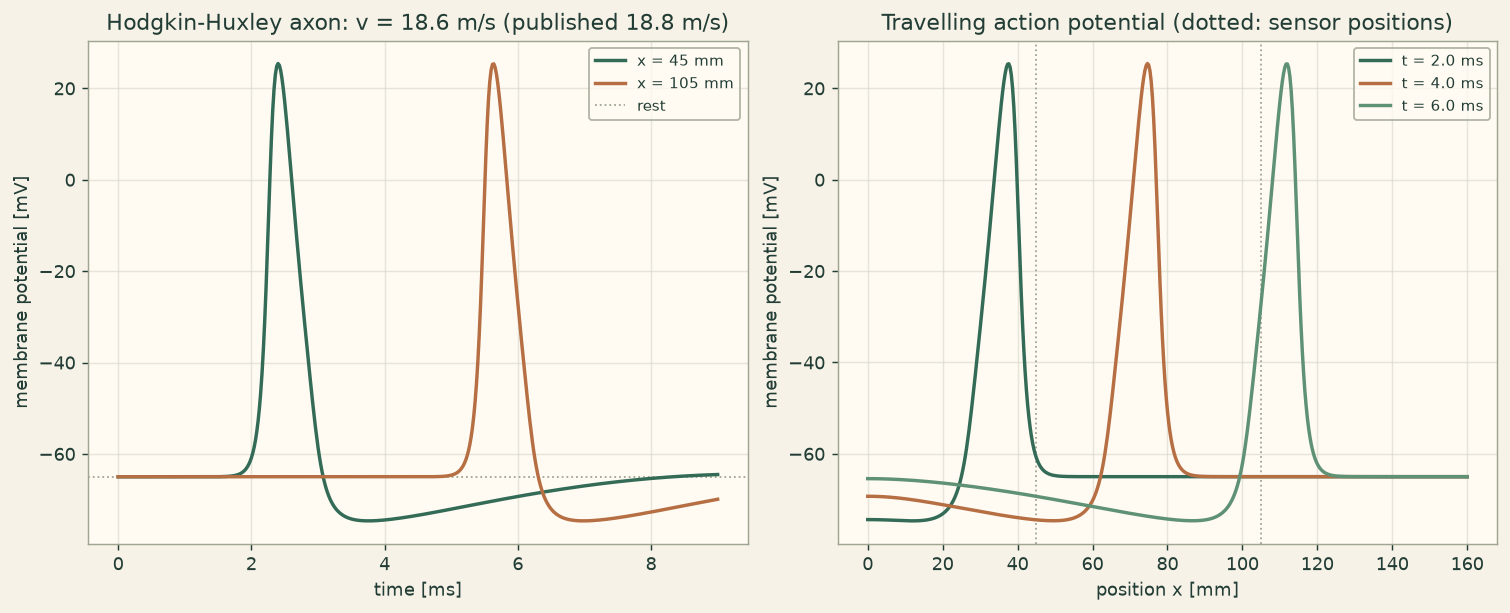 Hodgkin-Huxley axon: v = 18.6 m/s (published 18.8 m/s)
membrane potential [mV]
20
0
−20
−40
−60
x = 45 mm
x = 105 mm
rest
0
2
4
6
8
time [ms]
Travelling action potential (dotted: sensor positions)
membrane potential [mV]
20
0
−20
−40
−60
t = 2.0 ms
t = 4.0 ms
t = 6.0 ms
0
20
40
60
80
100
120
140
160
position x [mm]